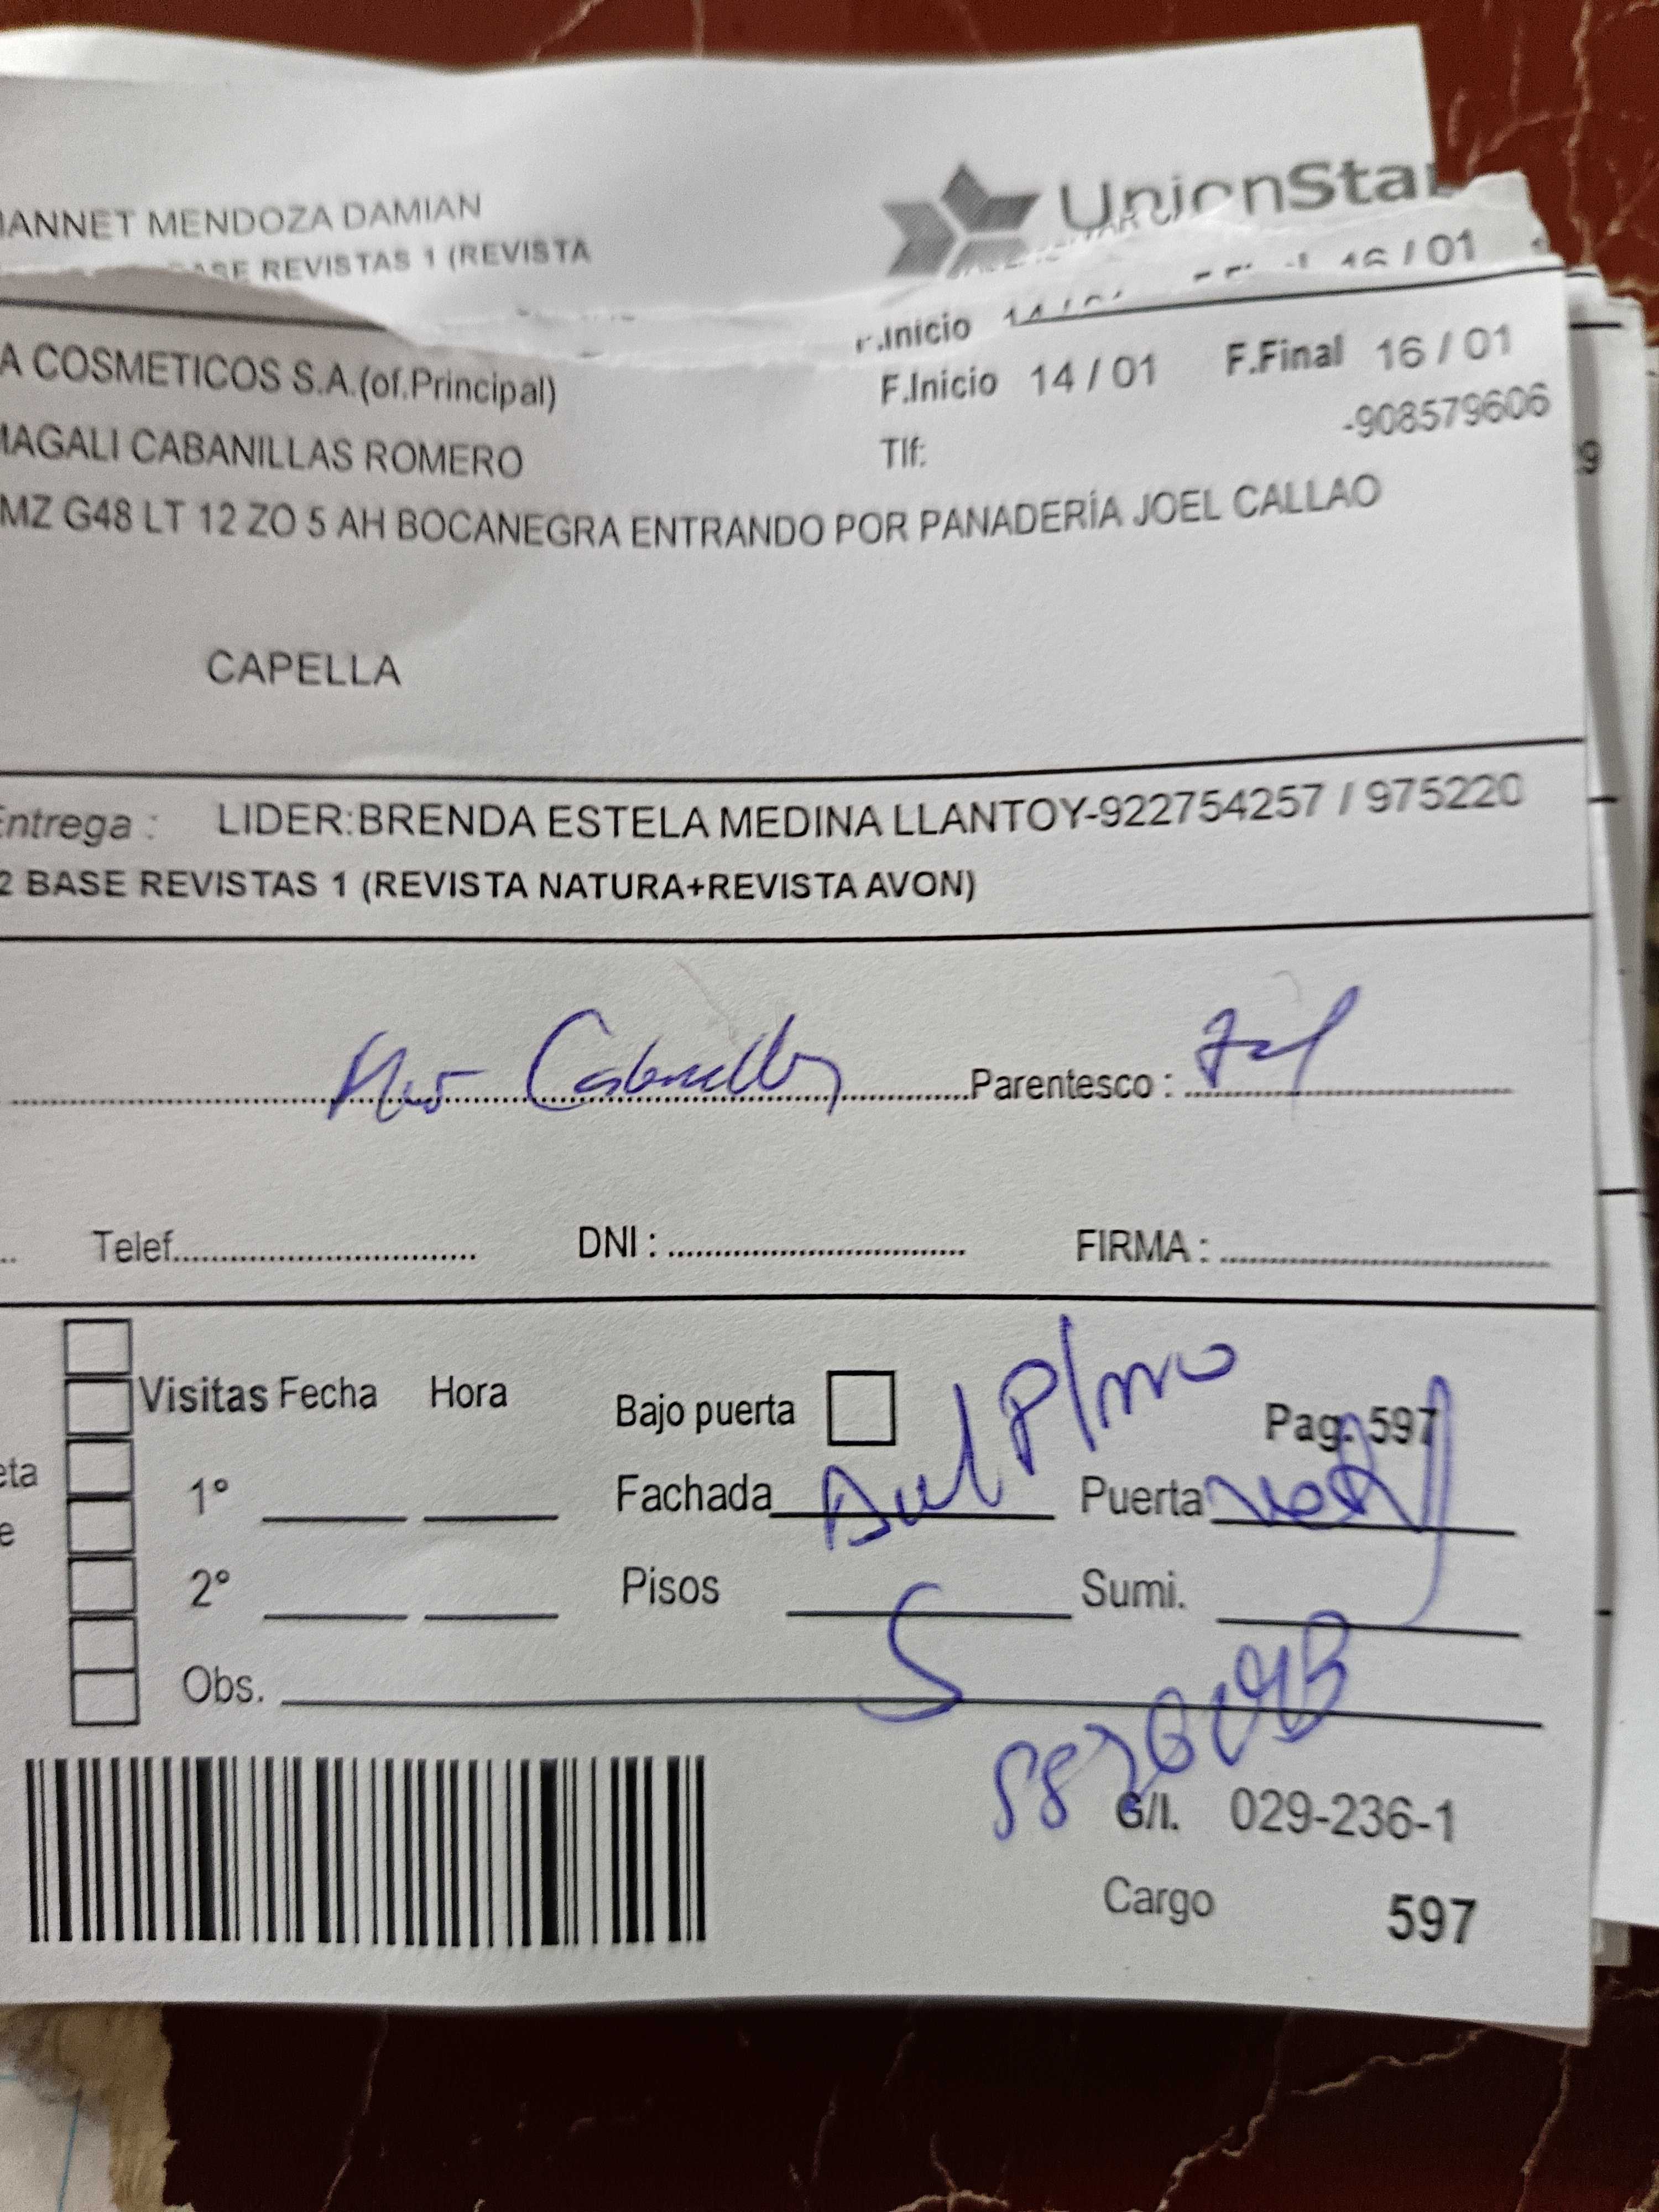 IANNET MENDOZA DAMIAN
UnionStar
BASE REVISTAS 1 (REVISTA
F.Inicio 16 / 01
A COSMETICOS S.A.(of.Principal)
F.Inicio 14 / 01 F.Final 16 / 01
MAGALI CABANILLAS ROMERO
Tlf: -908579606
MZ G48 LT 12 ZO 5 AH BOCANEGRA ENTRANDO POR PANADERÍA JOEL CALLAO
CAPELLA
Entrega : LIDER:BRENDA ESTELA MEDINA LLANTOY-922754257 / 975220
2 BASE REVISTAS 1 (REVISTA NATURA+REVISTA AVON)
Parentesco :
Telef. DNI : FIRMA :
Visitas Fecha Hora Bajo puerta Pag. 597
eta 1° Fachada Puerta
e
2° Pisos 5 Sumi.
Obs.
G/I. 029-236-1
Cargo 597